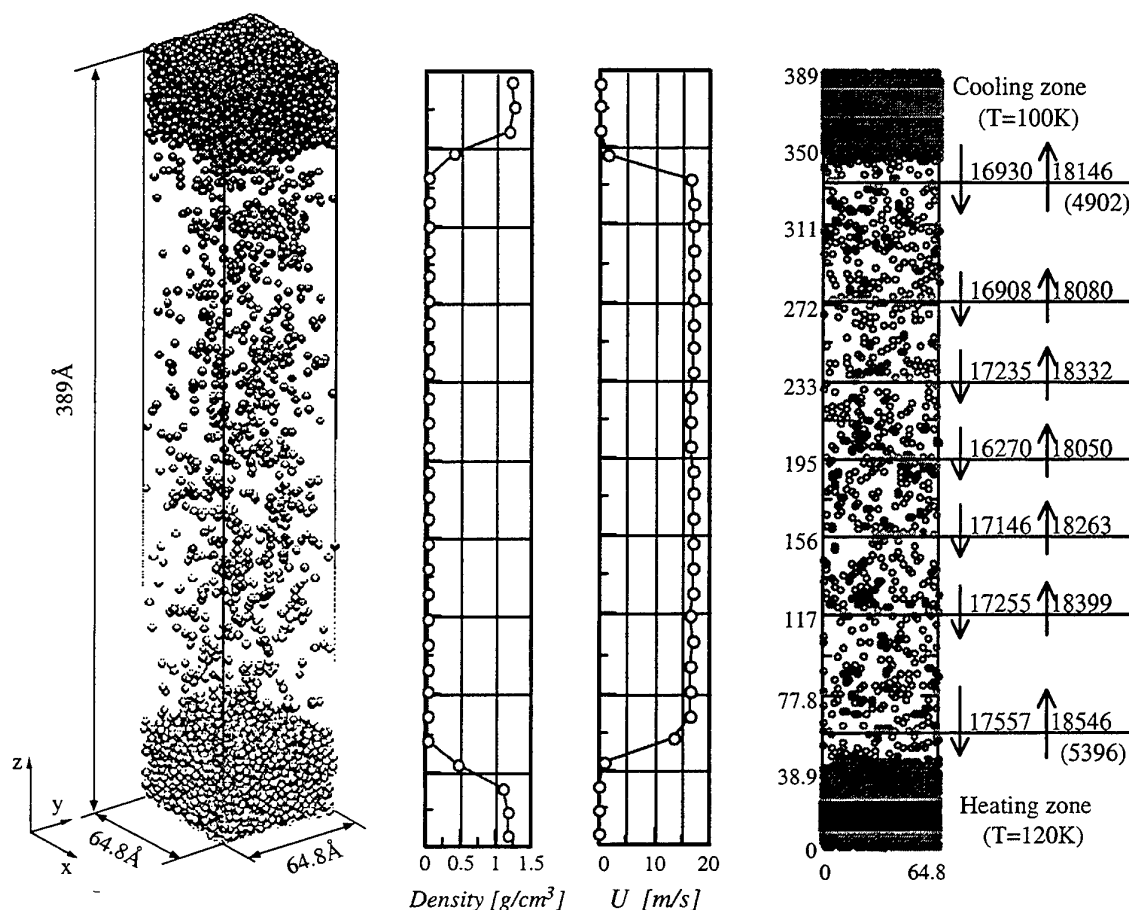 389Å
z
y
x
64.8Å
64.8Å
0 0.5 1.0 1.5
Density [g/cm³]
0 10 20
U [m/s]
389
350
311
272
233
195
156
117
77.8
38.9
0
0 64.8
Cooling zone
(T=100K)
16930 18146
(4902)
16908 18080
17235 18332
16270 18050
17146 18263
17255 18399
17557 18546
(5396)
Heating zone
(T=120K)